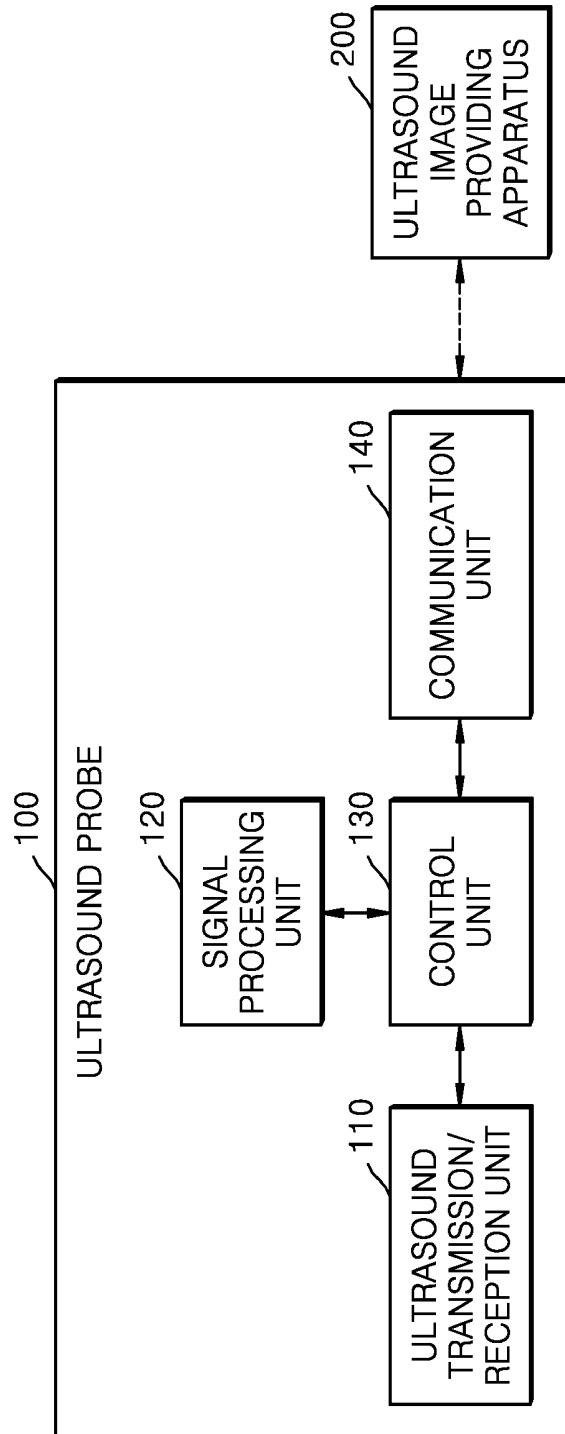 100
ULTRASOUND PROBE
120
SIGNAL
PROCESSING
UNIT
110
ULTRASOUND
TRANSMISSION/
RECEPTION UNIT
130
CONTROL
UNIT
140
COMMUNICATION
UNIT
200
ULTRASOUND
IMAGE
PROVIDING
APPARATUS